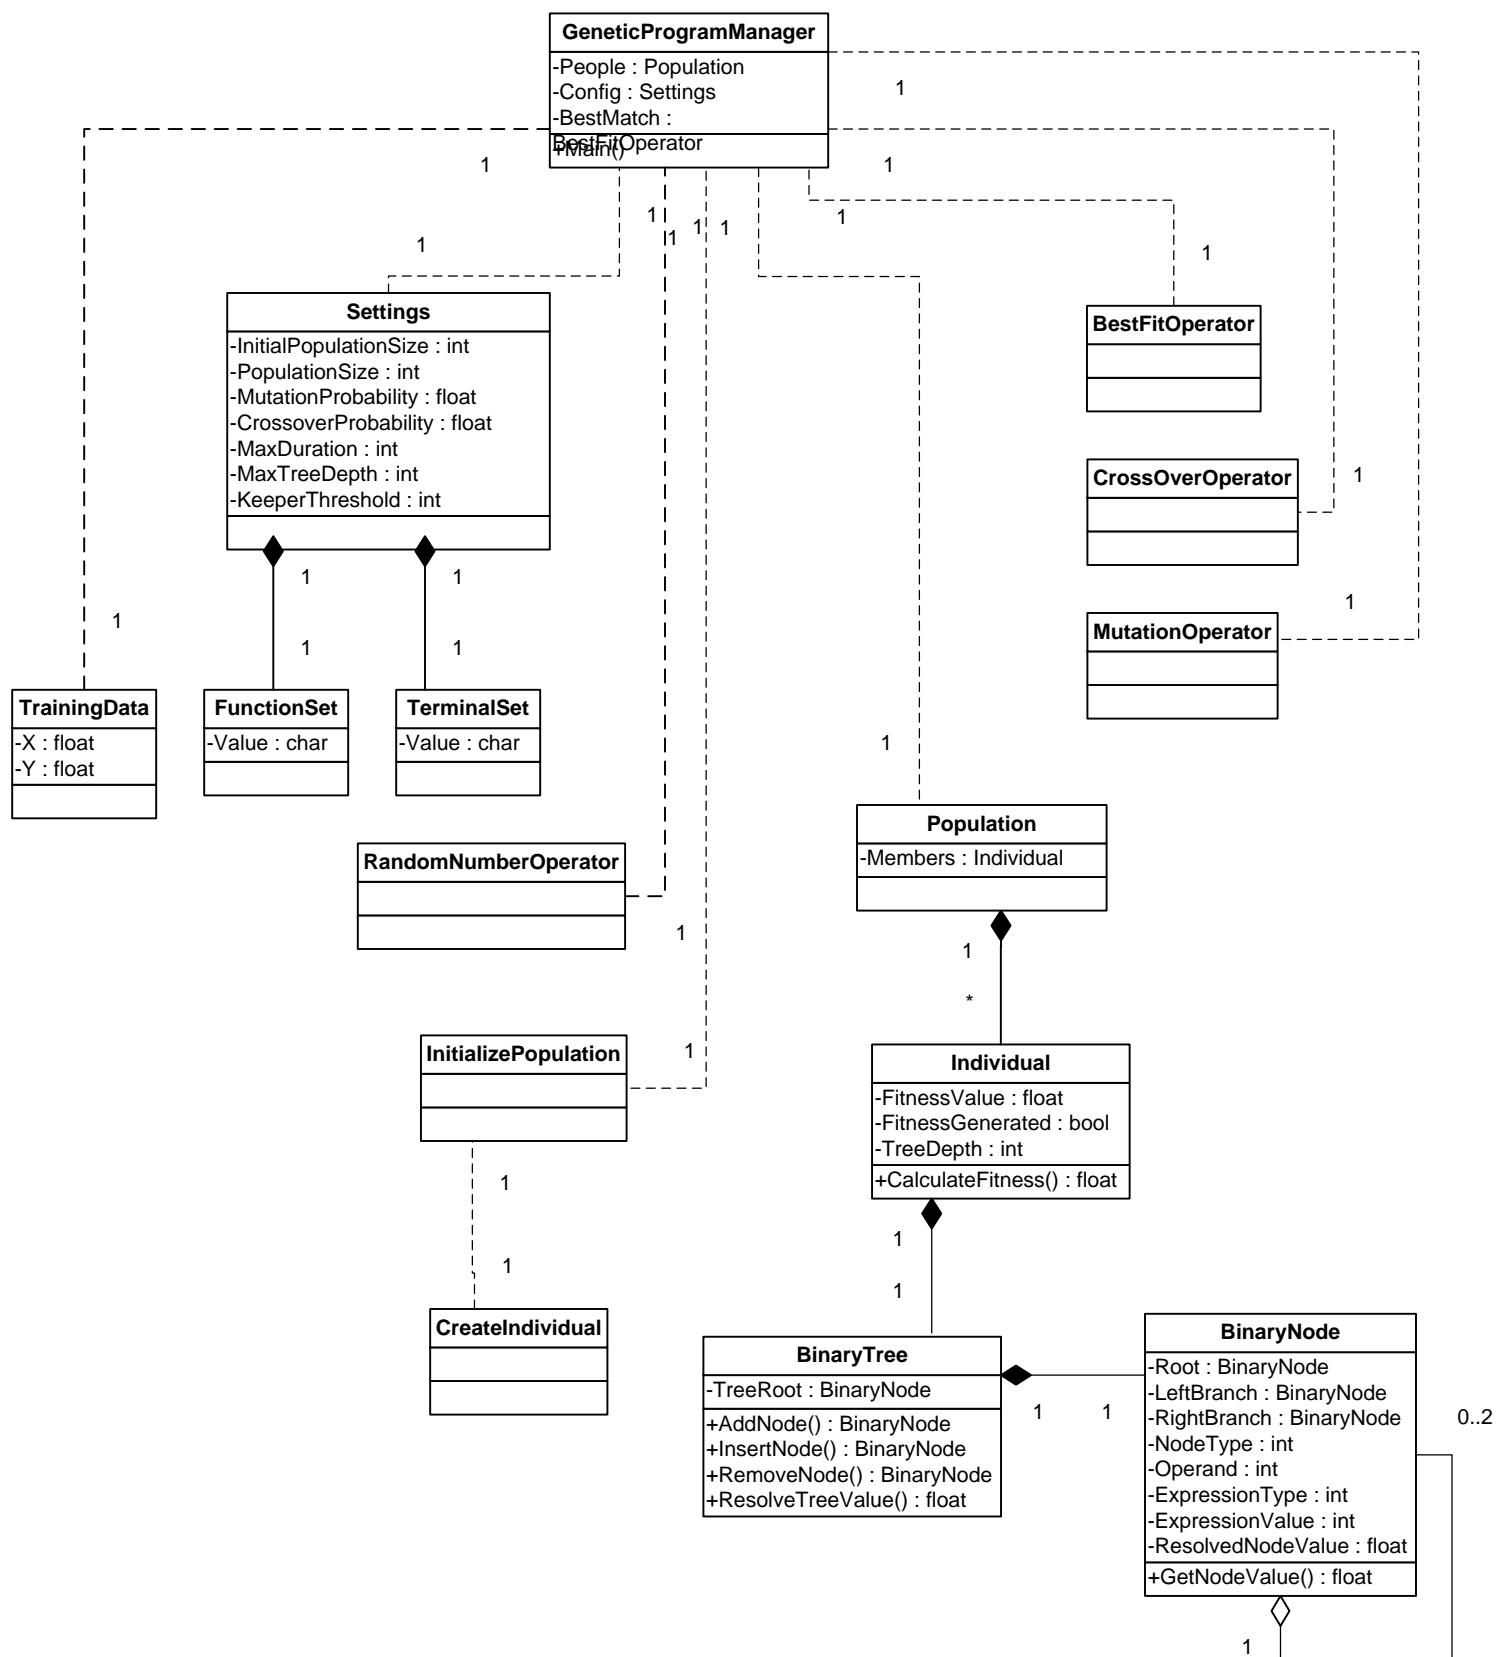 GeneticProgramManager
-People : Population
-Config : Settings
-BestMatch :
BestFitOperator
+Main()
1
1
1
1
1
1
1
1
1
1
1
Settings
-InitialPopulationSize : int
-PopulationSize : int
-MutationProbability : float
-CrossoverProbability : float
-MaxDuration : int
-MaxTreeDepth : int
-KeeperThreshold : int
BestFitOperator
CrossOverOperator
1
1
1
1
MutationOperator
1
1
1
TrainingData
-X : float
-Y : float
FunctionSet
-Value : char
TerminalSet
-Value : char
1
Population
-Members : Individual
RandomNumberOperator
1
1
*
InitializePopulation
1
Individual
-FitnessValue : float
-FitnessGenerated : bool
-TreeDepth : int
+CalculateFitness() : float
1
1
1
1
CreateIndividual
BinaryTree
-TreeRoot : BinaryNode
+AddNode() : BinaryNode
+InsertNode() : BinaryNode
+RemoveNode() : BinaryNode
+ResolveTreeValue() : float
1
1
BinaryNode
-Root : BinaryNode
-LeftBranch : BinaryNode
-RightBranch : BinaryNode
-NodeType : int
-Operand : int
-ExpressionType : int
-ExpressionValue : int
-ResolvedNodeValue : float
+GetNodeValue() : float
0..2
1